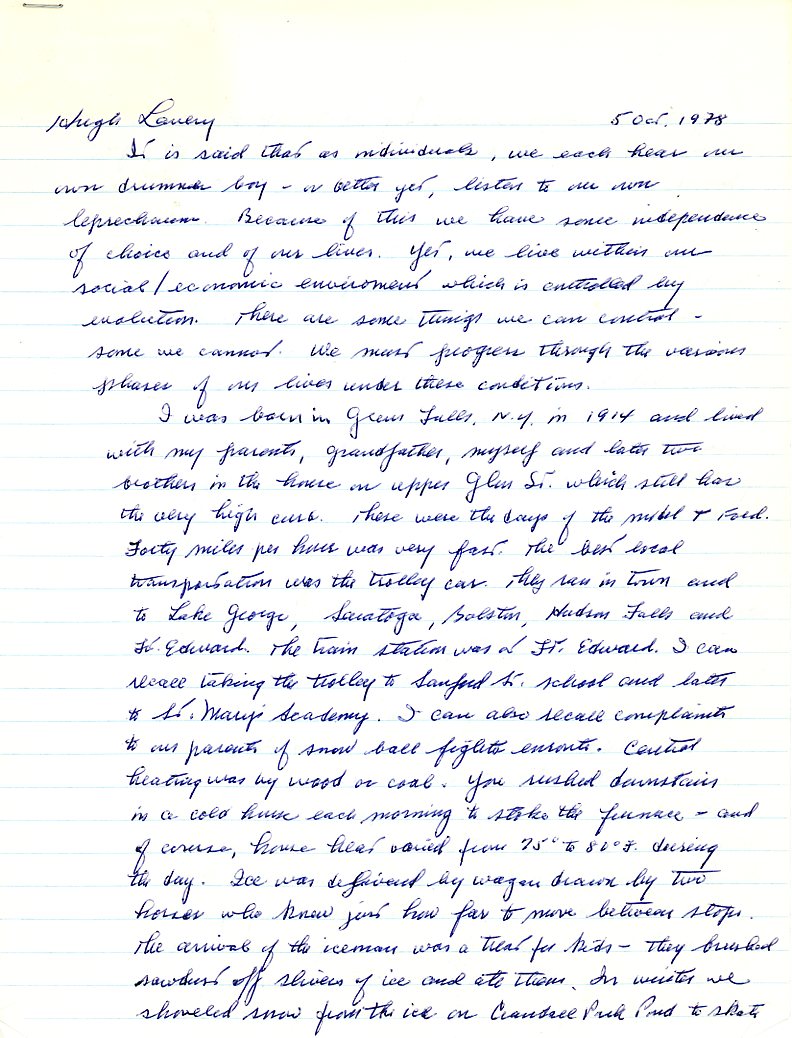 Hugh Lavery 5 Oct. 1978
It is said that as individuals, we each hear our
own drummer boy – or better yet, listen to our own
leprechaun. Because of this we have some independence
of choice and of our lives. Yet, we live within our
social/economic enviroment which is controlled by
evolution. There are some things we can control –
some we cannot. We must progress through the various
phases of our lives under these conditions.
I was born in Glens Falls, N.Y. in 1914 and lived
with my parents, grandfather, myself and later two
brothers in the house on upper Glen St. which still has
the very high curb. These were the days of the model T Ford.
Forty miles per hour was very fast. The best local
transportation was the trolley car. They ran in town and
to Lake George, Saratoga, Balston, Hudson Falls and
Ft. Edward. The train station was at Ft. Edward. I can
recall taking the trolley to Sanford St. school and later
to St. Mary's Academy. I can also recall complaints
to our parents of snow ball fights enroute. Central
heating was by wood or coal. You rushed downstairs
in a cold house each morning to stoke the furnace – and
of course, house heat varied from 75° to 80°F. during
the day. Ice was delivered by wagon drawn by two
horses who knew just how far to move between stops.
The arrival of the iceman was a treat for kids – they brushed
sawdust off slivers of ice and ate them. In winter we
shoveled snow from the ice on Crandall Park Pond to skate